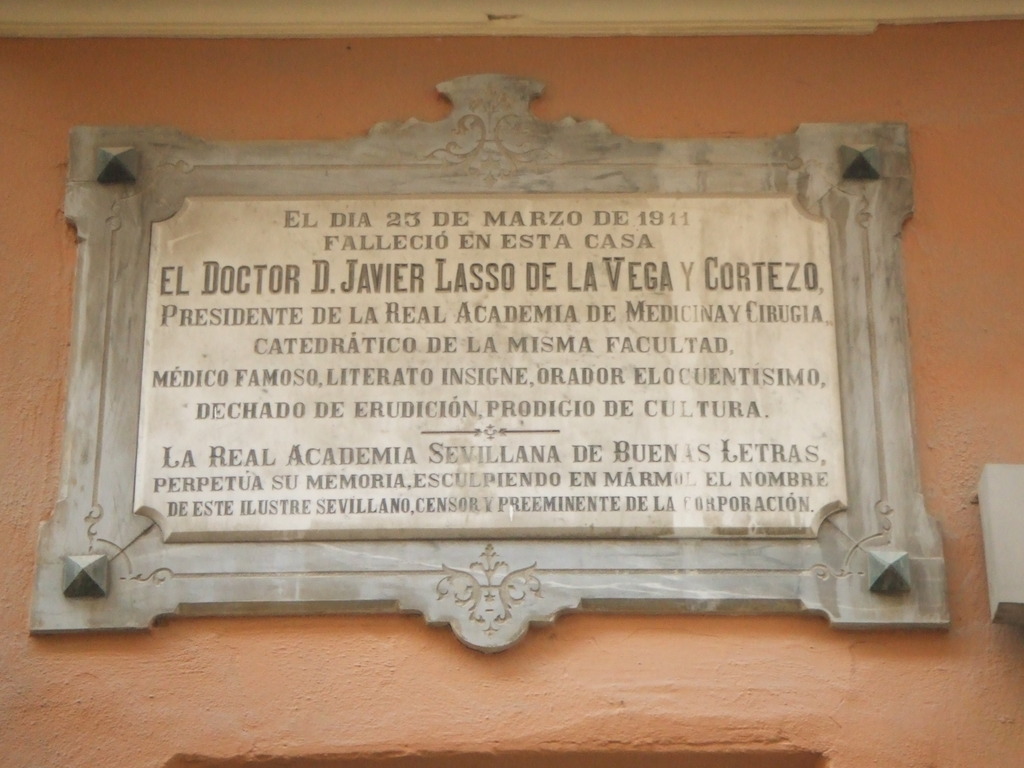 EL DIA 23 DE MARZO DE 1911
FALLECIÓ EN ESTA CASA
EL DOCTOR D. JAVIER LASSO DE LA VEGA Y CORTEZO,
PRESIDENTE DE LA REAL ACADEMIA DE MEDICINA Y CIRUGIA,
CATEDRÁTICO DE LA MISMA FACULTAD,
MÉDICO FAMOSO, LITERATO INSIGNE, ORADOR ELOCUENTÍSIMO,
DECHADO DE ERUDICIÓN, PRODIGIO DE CULTURA.
LA REAL ACADEMIA SEVILLANA DE BUENAS LETRAS,
PERPETÚA SU MEMORIA, ESCULPIENDO EN MÁRMOL EL NOMBRE
DE ESTE ILUSTRE SEVILLANO, CENSOR Y PREEMINENTE DE LA CORPORACIÓN.